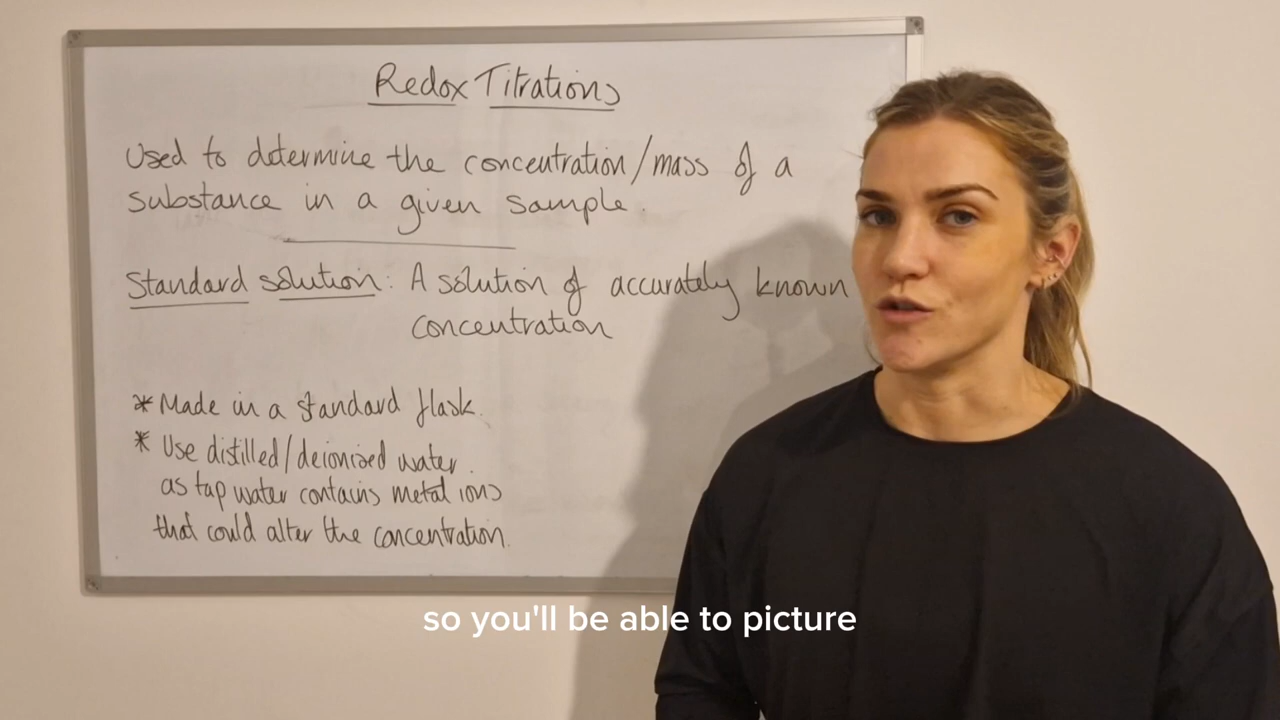 Redox Titrations
Used to determine the concentration/mass of a
substance in a given sample.
Standard solution: A solution of accurately known
concentration
* Made in a standard flask.
* Use distilled/deionised water.
as tap water contains metal ions
that could alter the concentration.
so you'll be able to picture